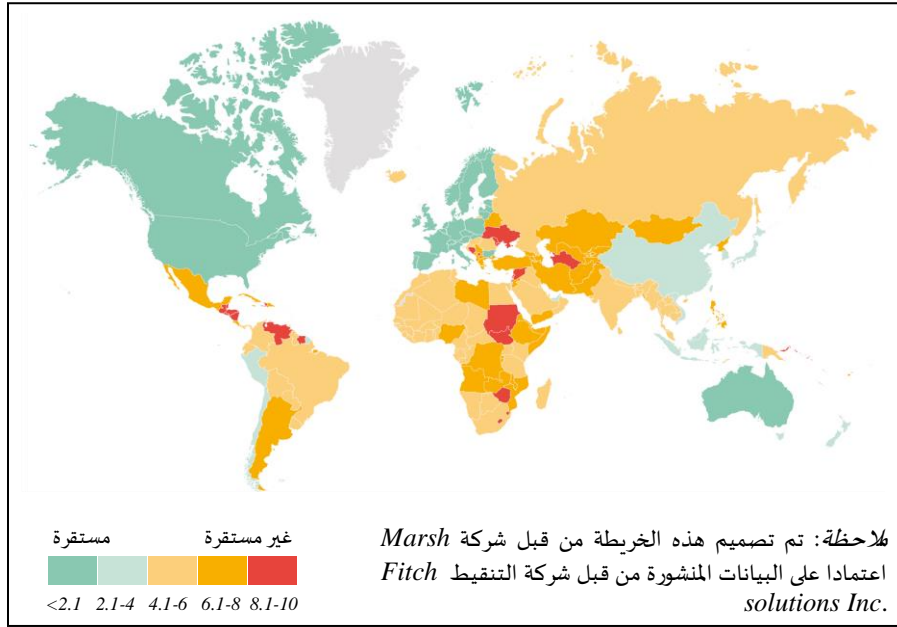 غير مستقرة مستقرة
<2.1 2.1-4 4.1-6 6.1-8 8.1-10
ملاحظة: تم تصميم هذه الخريطة من قبل شركة Marsh
اعتمادا على البيانات المنشورة من قبل شركة التنقيط Fitch
solutions Inc.